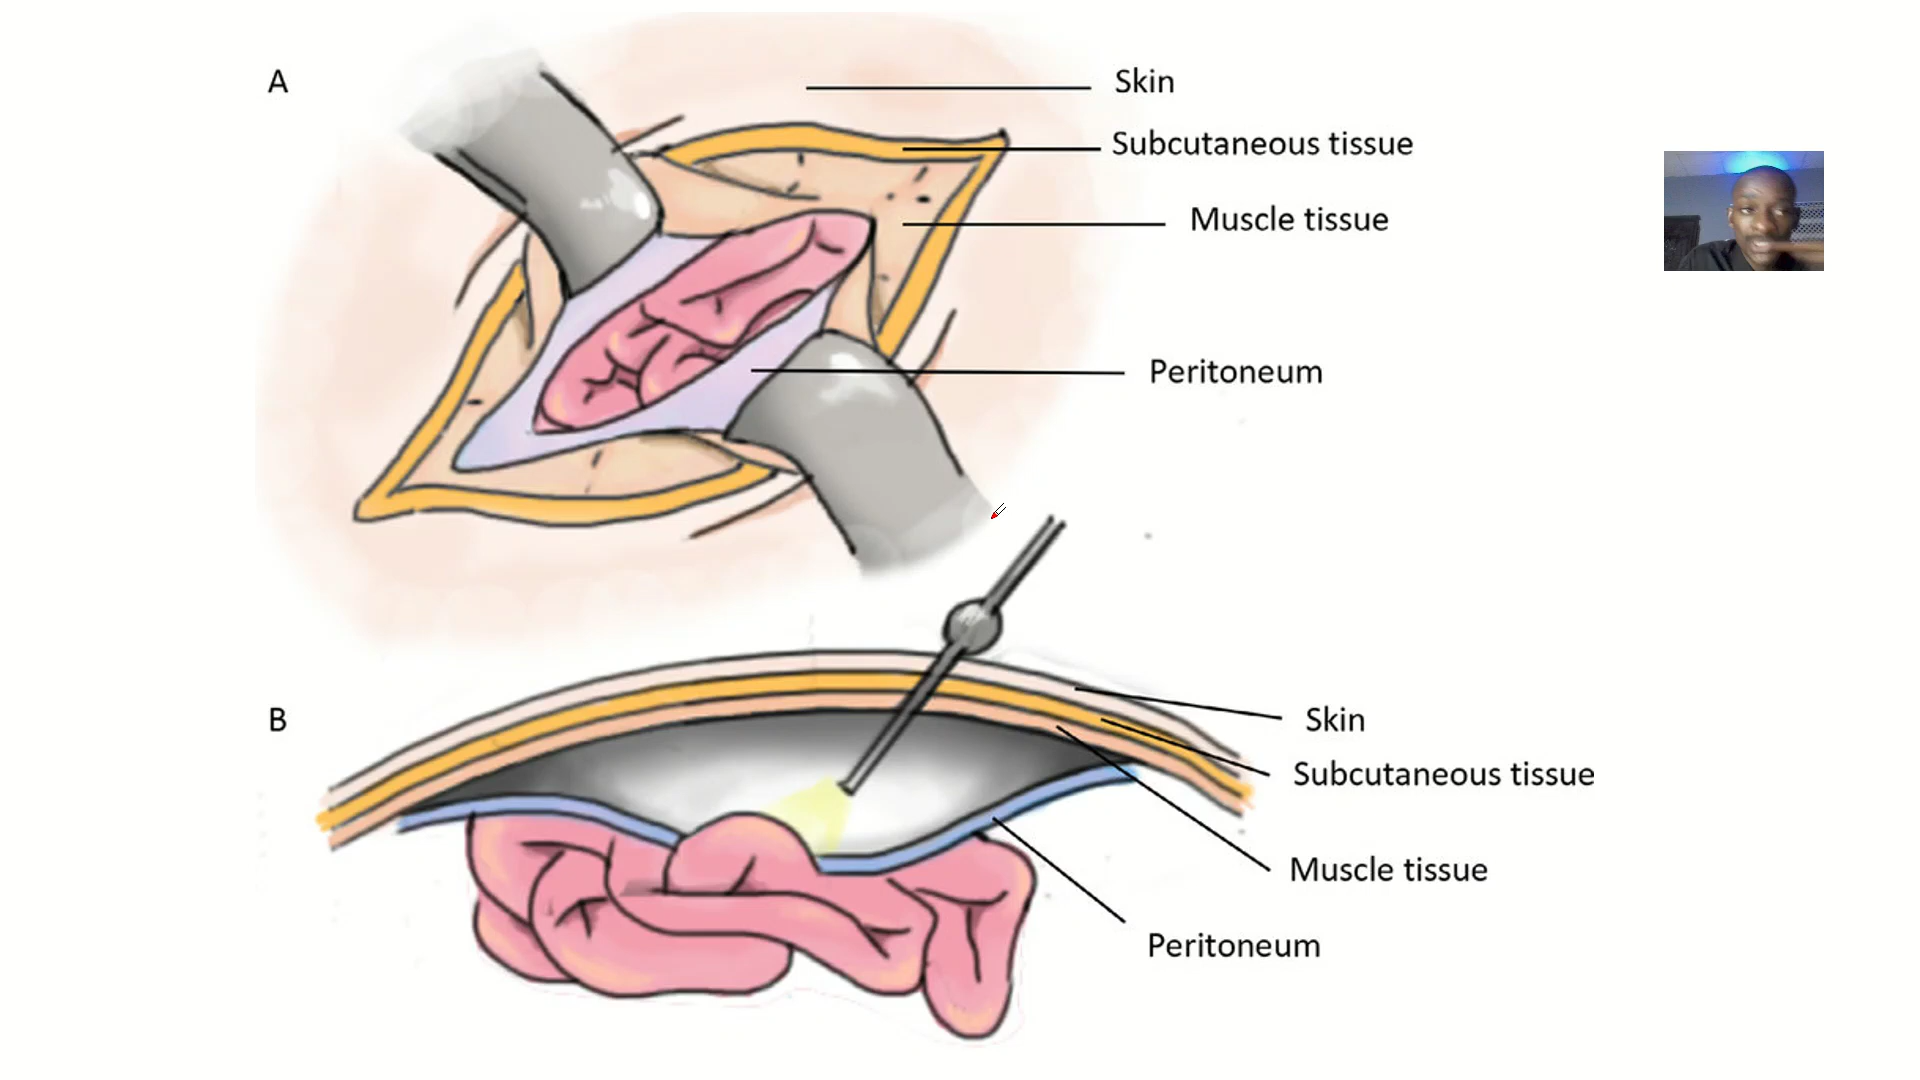 A
Skin
Subcutaneous tissue
Muscle tissue
Peritoneum
B
Skin
Subcutaneous tissue
Muscle tissue
Peritoneum